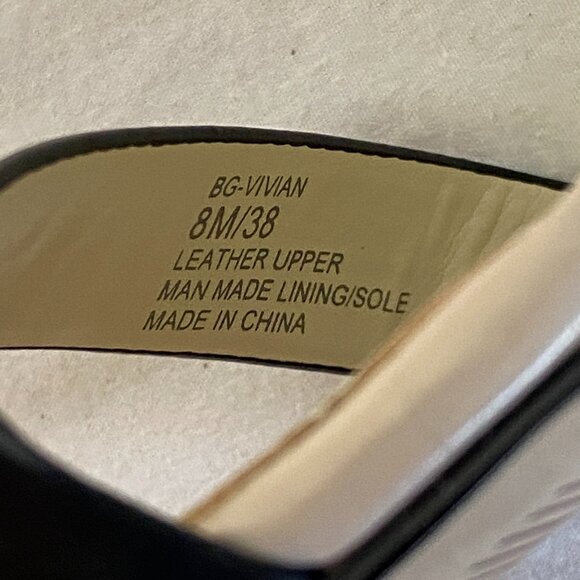 BG-VIVIAN
8M/38
LEATHER UPPER
MAN MADE LINING/SOLE
MADE IN CHINA